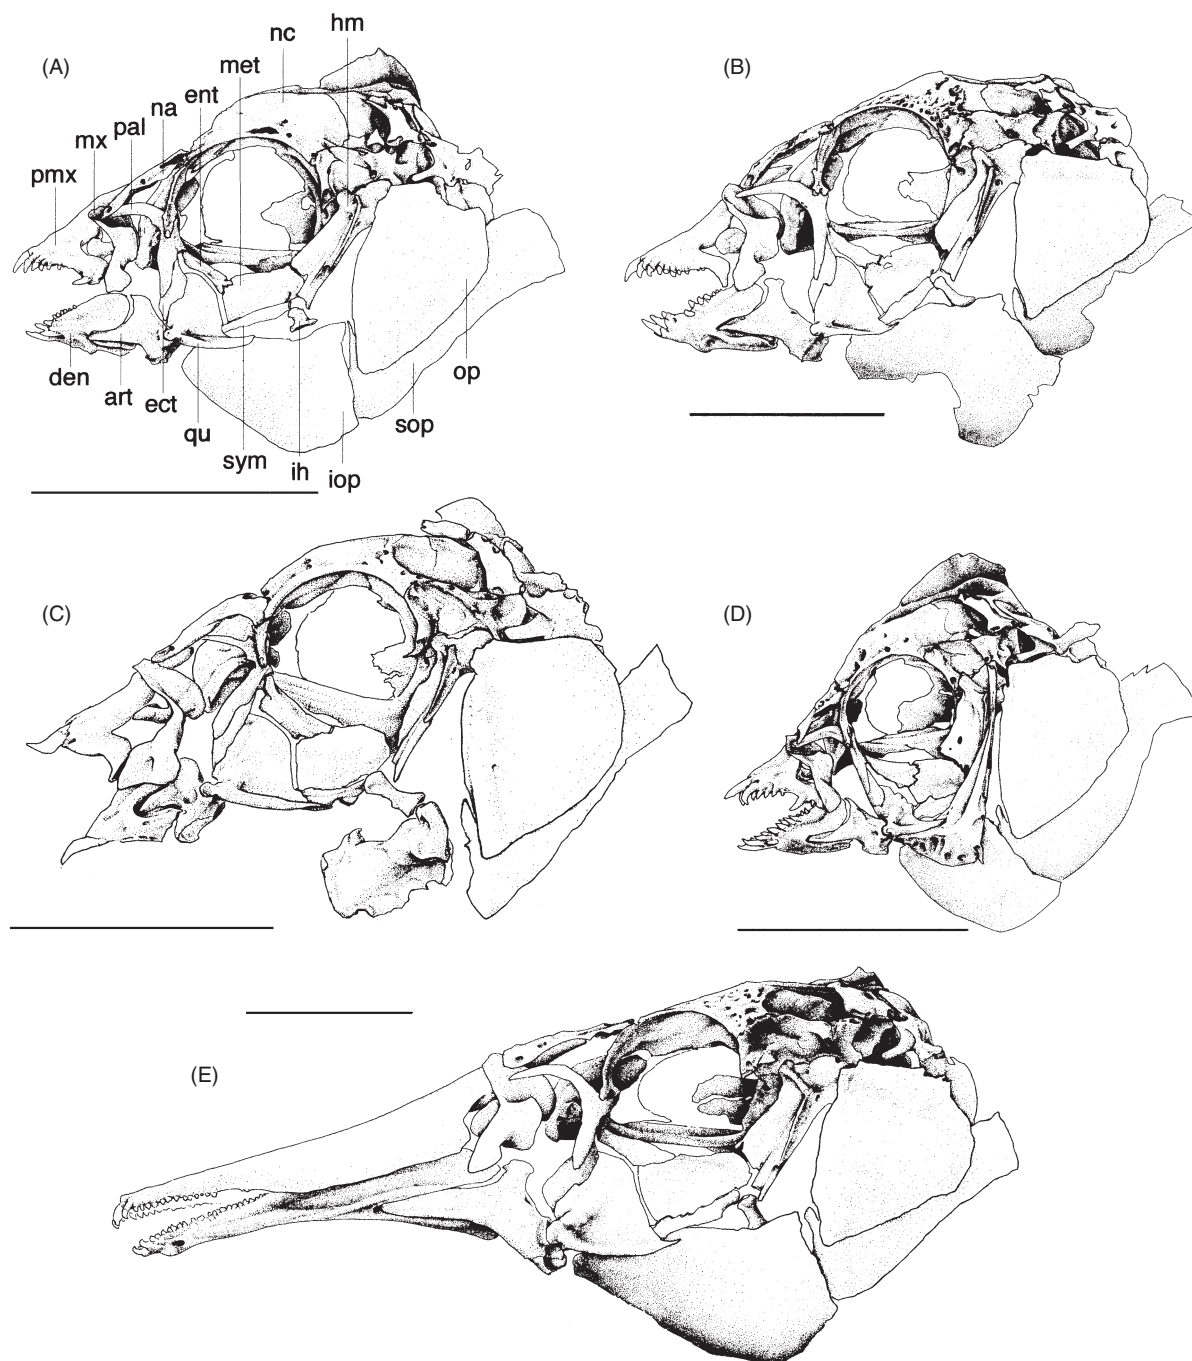 (A)
nc
hm
met
ent
na
pal
mx
pmx
den
art
ect
qu
sym
ih
iop
sop
op
(B)
(C)
(D)
(E)